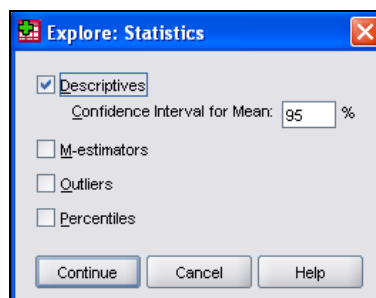 Explore: Statistics
Descriptives
Confidence Interval for Mean: 95 %
M-estimators
Outliers
Percentiles
Continue Cancel Help